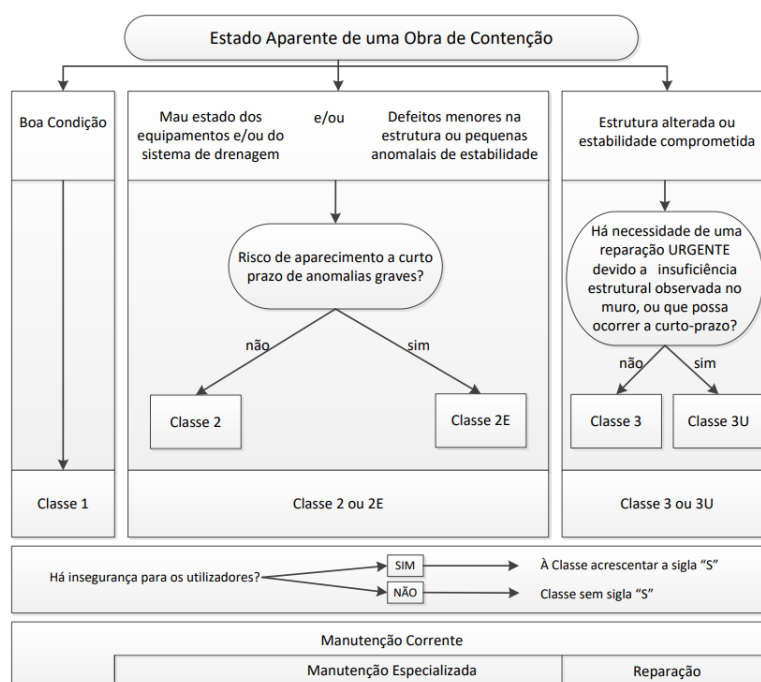 Estado Aparente de uma Obra de Contenção
Boa Condição
Mau estado dos
equipamentos e/ou do
sistema de drenagem
e/ou
Defeitos menores na
estrutura ou pequenas
anomalais de estabilidade
Estrutura alterada ou
estabilidade comprometida
Risco de aparecimento a curto
prazo de anomalias graves?
não
sim
Classe 2
Classe 2E
Há necessidade de uma
reparação URGENTE
devido a insuficiência
estrutural observada no
muro, ou que possa
ocorrer a curto-prazo?
não
sim
Classe 3
Classe 3U
Classe 1
Classe 2 ou 2E
Classe 3 ou 3U
Há insegurança para os utilizadores?
SIM
À Classe acrescentar a sigla “S”
NÃO
Classe sem sigla “S”
Manutenção Corrente
Manutenção Especializada
Reparação